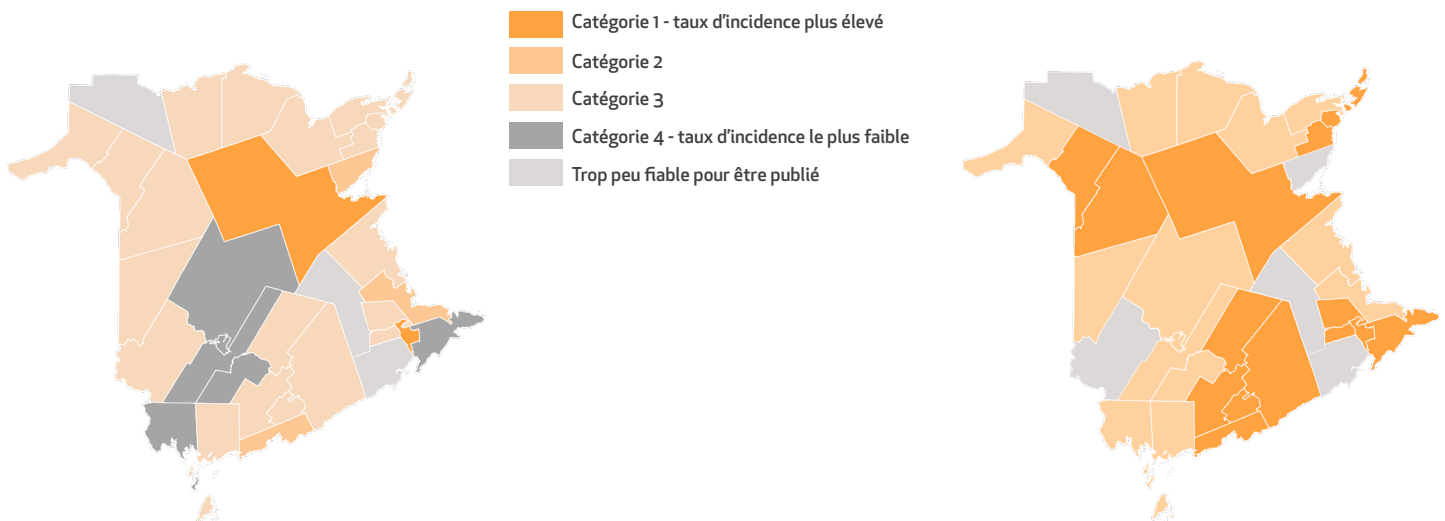 Catégorie 1 - taux d'incidence plus élevé
Catégorie 2
Catégorie 3
Catégorie 4 - taux d'incidence le plus faible
Trop peu fiable pour être publié